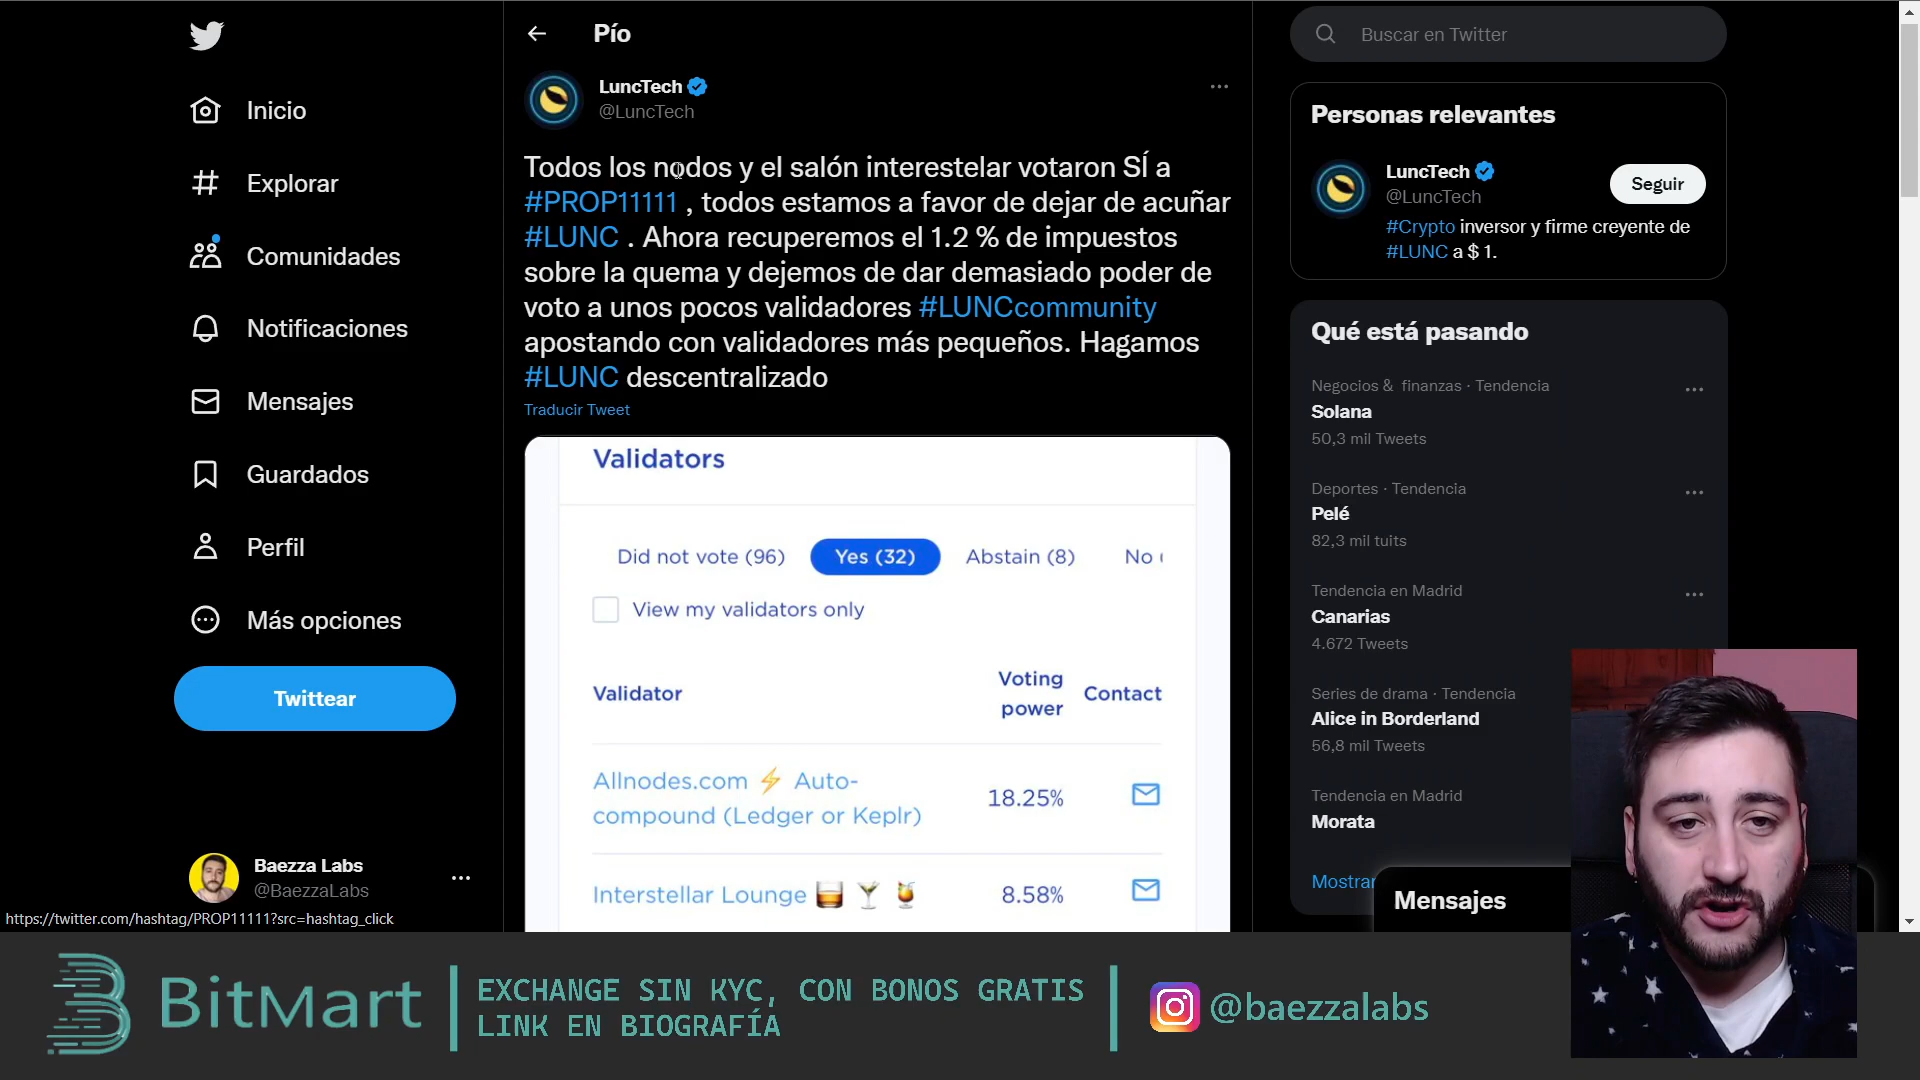 Inicio
Explorar
Comunidades
Notificaciones
Mensajes
Guardados
Perfil
Más opciones
Twittear
Baezza Labs
@BaezzaLabs
https://twitter.com/hashtag/PROP11111?src=hashtag_click
Pío
LuncTech
@LuncTech
Todos los nodos y el salón interestelar votaron SÍ a
#PROP11111 , todos estamos a favor de dejar de acuñar
#LUNC . Ahora recuperemos el 1.2 % de impuestos
sobre la quema y dejemos de dar demasiado poder de
voto a unos pocos validadores #LUNCcommunity
apostando con validadores más pequeños. Hagamos
#LUNC descentralizado
Traducir Tweet
Validators
Did not vote (96) Yes (32) Abstain (8) No
View my validators only
Validator Voting power Contact
Allnodes.com ⚡ Auto-
compound (Ledger or Keplr) 18.25%
Interstellar Lounge 🥃 🍸 🍹 8.58%
Buscar en Twitter
Personas relevantes
LuncTech
@LuncTech
Seguir
#Crypto inversor y firme creyente de
#LUNC a $ 1.
Qué está pasando
Negocios & finanzas · Tendencia
Solana
50,3 mil Tweets
Deportes · Tendencia
Pelé
82,3 mil tuits
Tendencia en Madrid
Canarias
4.672 Tweets
Series de drama · Tendencia
Alice in Borderland
56,8 mil Tweets
Tendencia en Madrid
Morata
Mostrar
Mensajes
BitMart
EXCHANGE SIN KYC, CON BONOS GRATIS
LINK EN BIOGRAFÍA
@baezzalabs